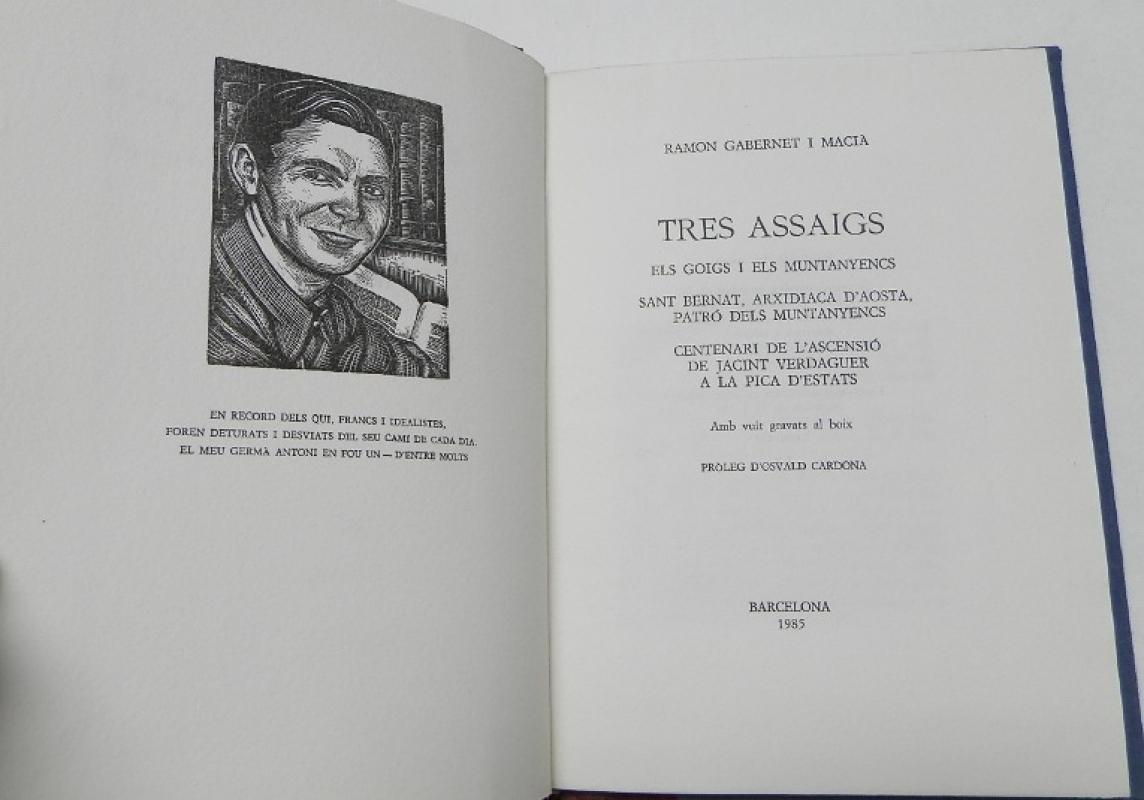 EN RECORD DELS QUI, FRANCS I IDEALISTES,
FOREN DETURATS I DESVIATS DEL SEU CAMÍ DE CADA DIA.
EL MEU GERMÀ ANTONI EN FOU UN — D'ENTRE MOLTS
RAMON GABERNET I MACIÀ
TRES ASSAIGS
ELS GOIGS I ELS MUNTANYENCS
SANT BERNAT, ARXIDIACA D'AOSTA,
PATRÓ DELS MUNTANYENCS
CENTENARI DE L'ASCENSIÓ
DE JACINT VERDAGUER
A LA PICA D'ESTATS
Amb vuit gravats al boix
PRÒLEG D'OSVALD CARDONA
BARCELONA
1985